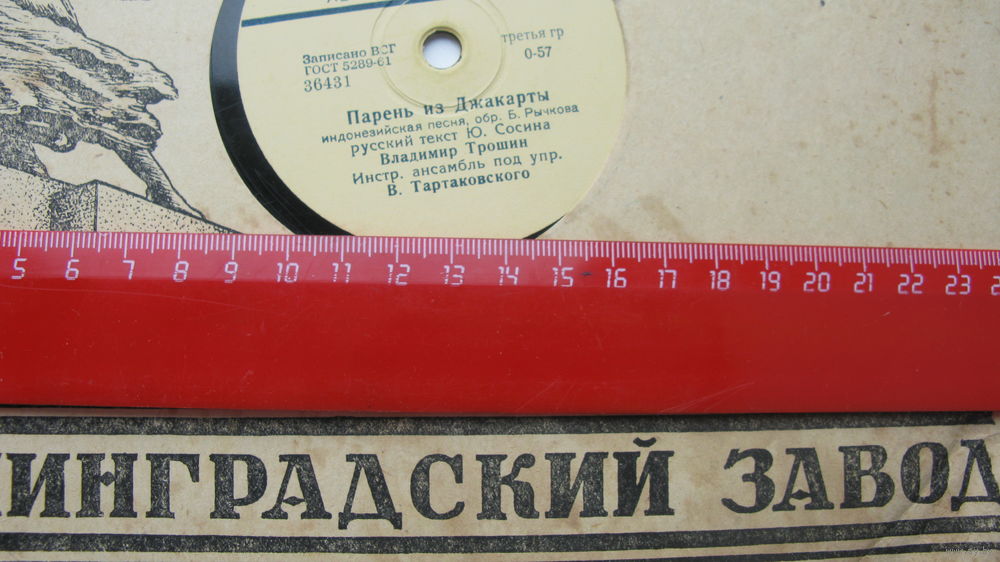 Записано ВСГ
ГОСТ 5289-61
36431
третья гр
0-57
Парень из Джакарты
индонезийская песня, обр. Б. Рычкова
русский текст Ю. Сосина
Владимир Трошин
Инстр. ансамбль под упр.
В. Тартаковского
5 6 7 8 9 10 11 12 13 14 15 16 17 18 19 20 21 22 23
НИНГРАДСКИЙ ЗАВОД